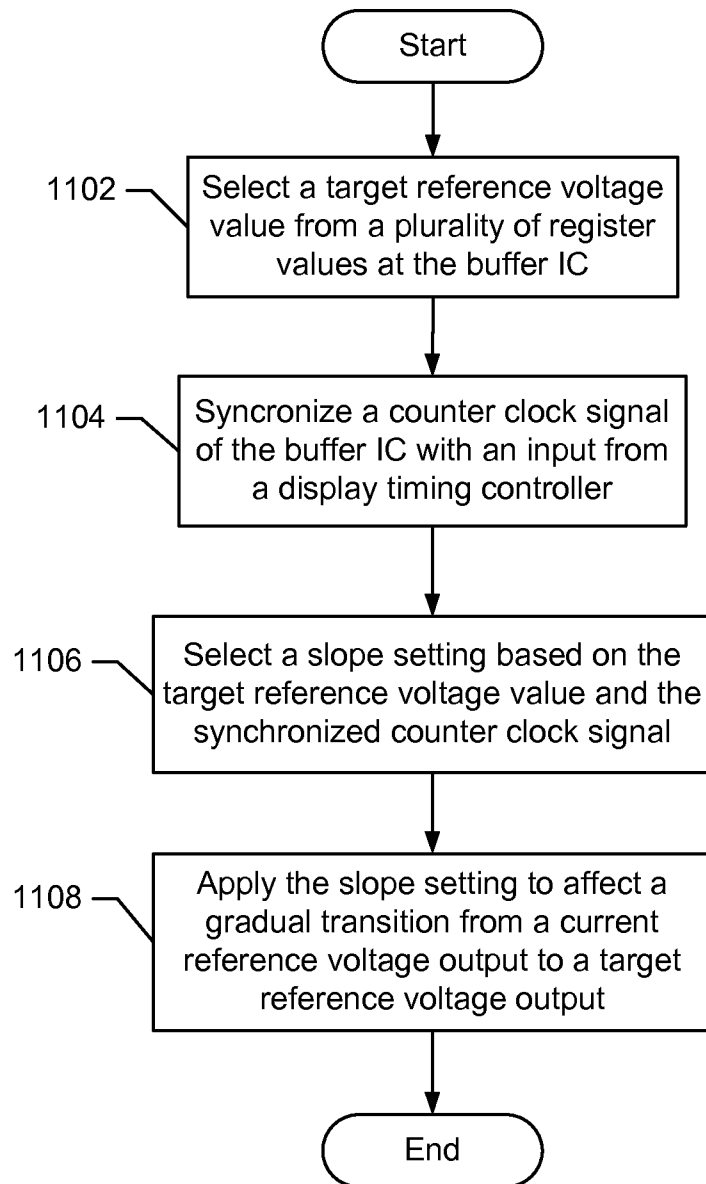 Start
1102
Select a target reference voltage
value from a plurality of register
values at the buffer IC
1104
Syncronize a counter clock signal
of the buffer IC with an input from
a display timing controller
1106
Select a slope setting based on the
target reference voltage value and the
synchronized counter clock signal
1108
Apply the slope setting to affect a
gradual transition from a current
reference voltage output to a target
reference voltage output
End